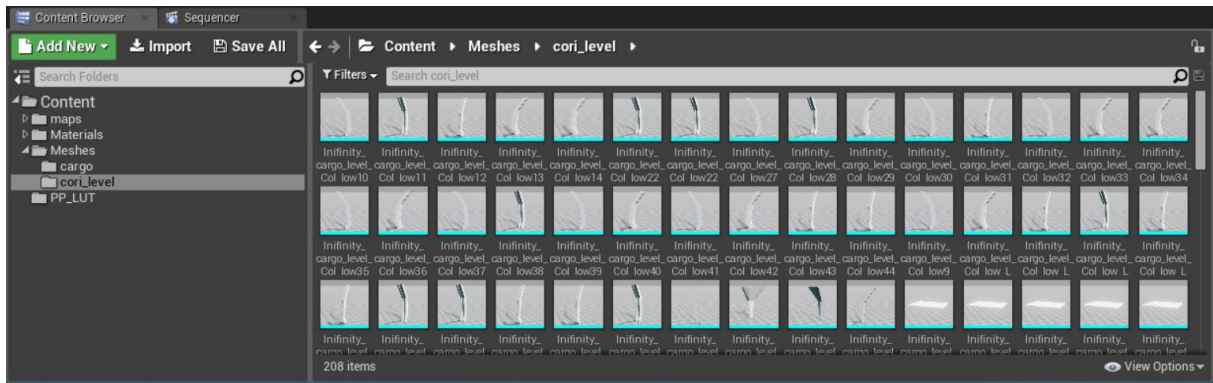 Content Browser
Sequencer
Add New
Import
Save All
Content
Meshes
cori_level
Search Folders
Filters
Search cori_level
Content
maps
Materials
Meshes
cargo
cori_level
PP_LUT
Inifinity_ Inifinity_ Inifinity_ Inifinity_ Inifinity_ Inifinity_ Inifinity_ Inifinity_ Inifinity_ Inifinity_ Inifinity_ Inifinity_ Inifinity_ Inifinity_ Inifinity_
cargo_level_ cargo_level_ cargo_level_ cargo_level_ cargo_level_ cargo_level_ cargo_level_ cargo_level_ cargo_level_ cargo_level_ cargo_level_ cargo_level_ cargo_level_ cargo_level_ cargo_level_
Col low10 Col low11 Col low12 Col low13 Col low14 Col low22 Col low22 Col low27 Col low28 Col low29 Col low30 Col low31 Col low32 Col low33 Col low34
Inifinity_ Inifinity_ Inifinity_ Inifinity_ Inifinity_ Inifinity_ Inifinity_ Inifinity_ Inifinity_ Inifinity_ Inifinity_ Inifinity_ Inifinity_ Inifinity_ Inifinity_
cargo_level_ cargo_level_ cargo_level_ cargo_level_ cargo_level_ cargo_level_ cargo_level_ cargo_level_ cargo_level_ cargo_level_ cargo_level_ cargo_level_ cargo_level_ cargo_level_ cargo_level_
Col low35 Col low36 Col low37 Col low38 Col low39 Col low40 Col low41 Col low42 Col low43 Col low44 Col low9 Col low L Col low L Col low L Col low L
Inifinity_ Inifinity_ Inifinity_ Inifinity_ Inifinity_ Inifinity_ Inifinity_ Inifinity_ Inifinity_ Inifinity_ Inifinity_ Inifinity_ Inifinity_ Inifinity_ Inifinity_
208 items
View Options